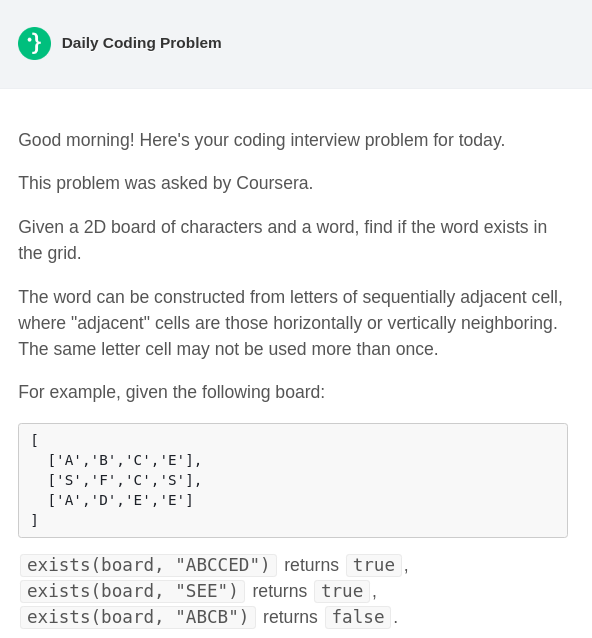 Daily Coding Problem
Good morning! Here's your coding interview problem for today.
This problem was asked by Coursera.
Given a 2D board of characters and a word, find if the word exists in
the grid.
The word can be constructed from letters of sequentially adjacent cell,
where "adjacent" cells are those horizontally or vertically neighboring.
The same letter cell may not be used more than once.
For example, given the following board:
[
  ['A','B','C','E'],
  ['S','F','C','S'],
  ['A','D','E','E']
]
exists(board, "ABCCED") returns true,
exists(board, "SEE") returns true,
exists(board, "ABCB") returns false.